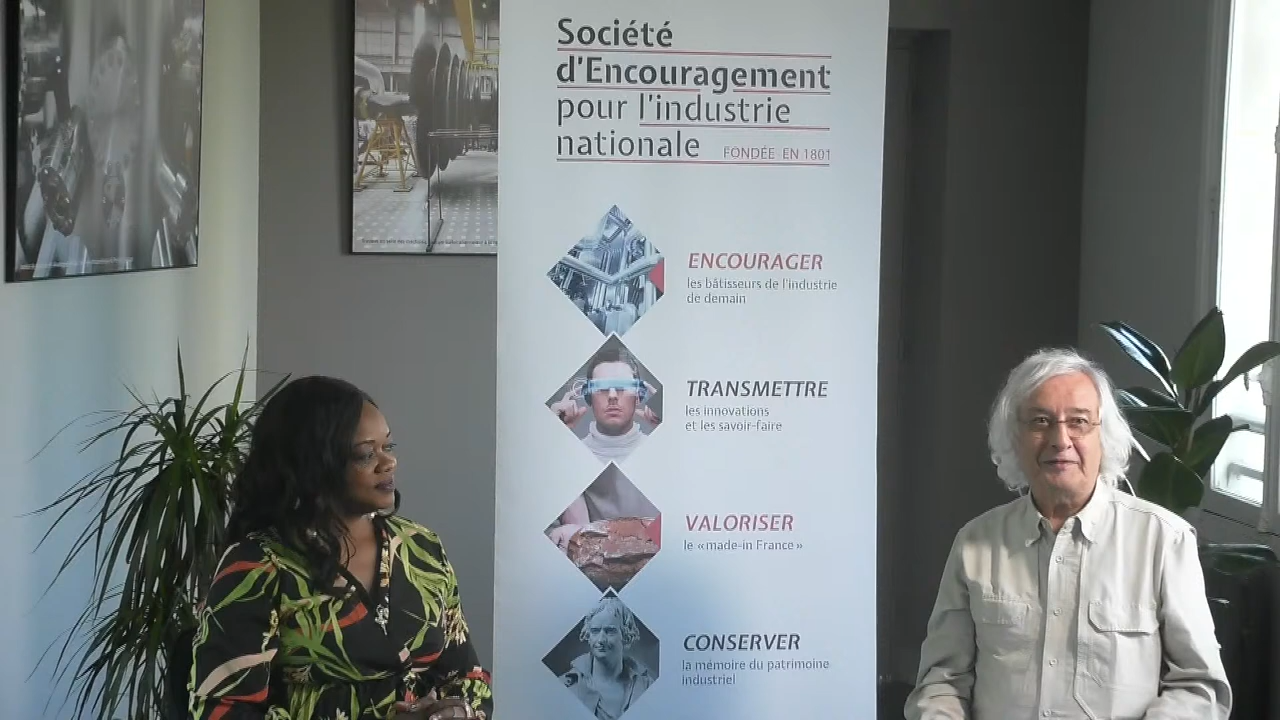 Société
d'Encouragement
pour l'industrie
nationale FONDÉE EN 1801
ENCOURAGER
les bâtisseurs de l'industrie
de demain
TRANSMETTRE
les innovations
et les savoir-faire
VALORISER
le «made-in France»
CONSERVER
la mémoire du patrimoine
industriel